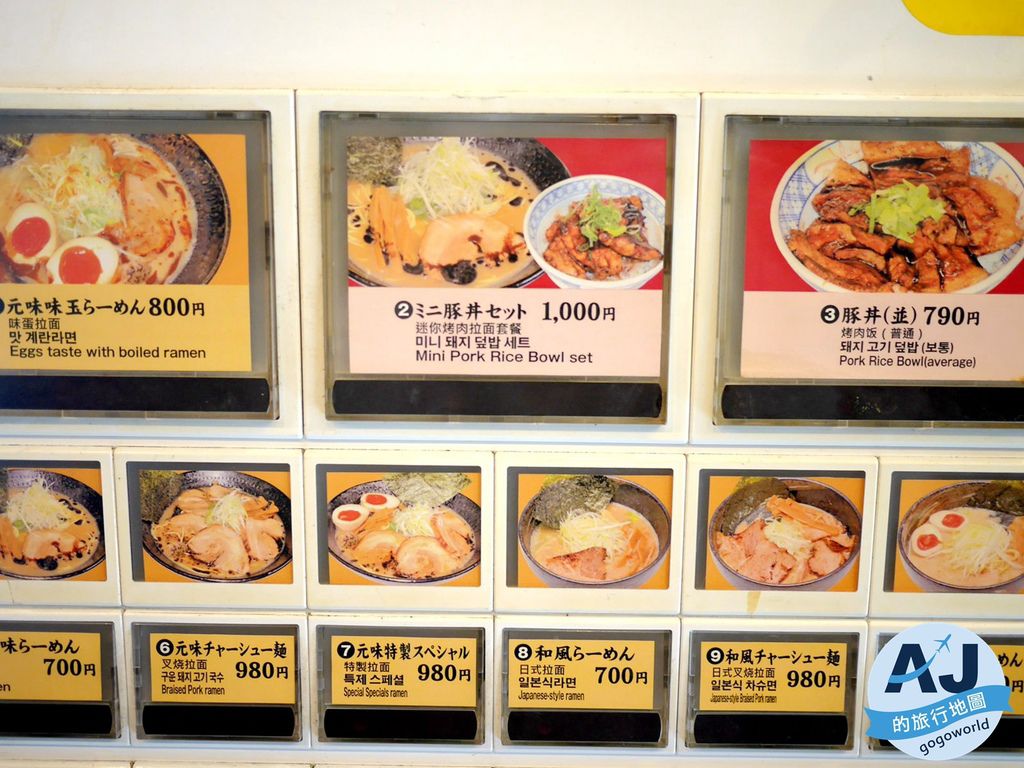 元味味玉らーめん 800円
味蛋拉面
맛 계란라면
Eggs taste with boiled ramen
❷ミニ豚丼セット 1,000円
迷你烤肉拉面套餐
미니 돼지 덮밥 세트
Mini Pork Rice Bowl set
❸豚丼(並) 790円
烤肉饭(普通)
돼지 고기 덮밥(보통)
Pork Rice Bowl(average)
味らーめん
700円
en
❻元味チャーシュー麺
叉烧拉面
구운 돼지고기 국수
980円
Braised Pork ramen
❼元味特製スペシャル
特製拉面
특제 스페셜
980円
Special Specials ramen
❽和風らーめん
日式拉面
일본식라면
700円
Japanese-style ramen
❾和風チャーシュー麺
日式叉烧拉面
일본식 차슈면
980円
Japanese-style Braised Pork ramen
円
AJ
的旅行地圖
gogoworld